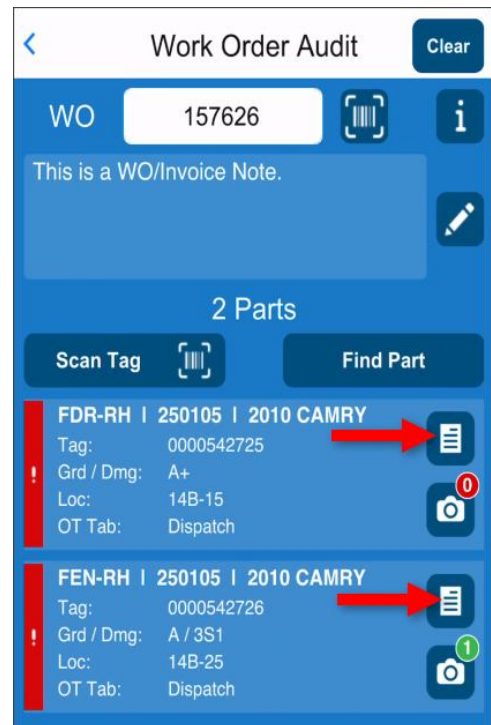 Work Order Audit
Clear
WO
157626
i
This is a WO/Invoice Note.
2 Parts
Scan Tag
Find Part
FDR-RH | 250105 | 2010 CAMRY
Tag: 0000542725
! Grd / Dmg: A+
0
Loc: 14B-15
OT Tab: Dispatch
FEN-RH | 250105 | 2010 CAMRY
Tag: 0000542726
! Grd / Dmg: A / 3S1
1
Loc: 14B-25
OT Tab: Dispatch